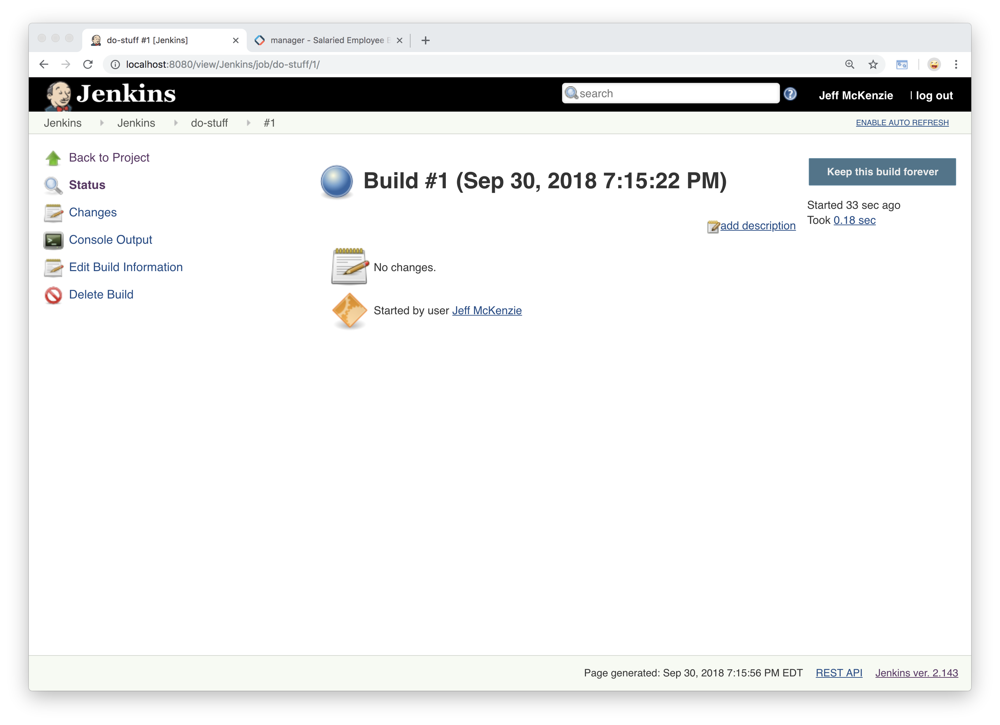 do-stuff #1 [Jenkins]
manager - Salaried Employee
localhost:8080/view/Jenkins/job/do-stuff/1/
Jenkins
search
Jeff McKenzie
| log out
Jenkins
Jenkins
do-stuff
#1
ENABLE AUTO REFRESH
Back to Project
Status
Changes
Console Output
Edit Build Information
Delete Build
Build #1 (Sep 30, 2018 7:15:22 PM)
Keep this build forever
Started 33 sec ago
Took 0.18 sec
add description
No changes.
Started by user Jeff McKenzie
Page generated: Sep 30, 2018 7:15:56 PM EDT
REST API
Jenkins ver. 2.143